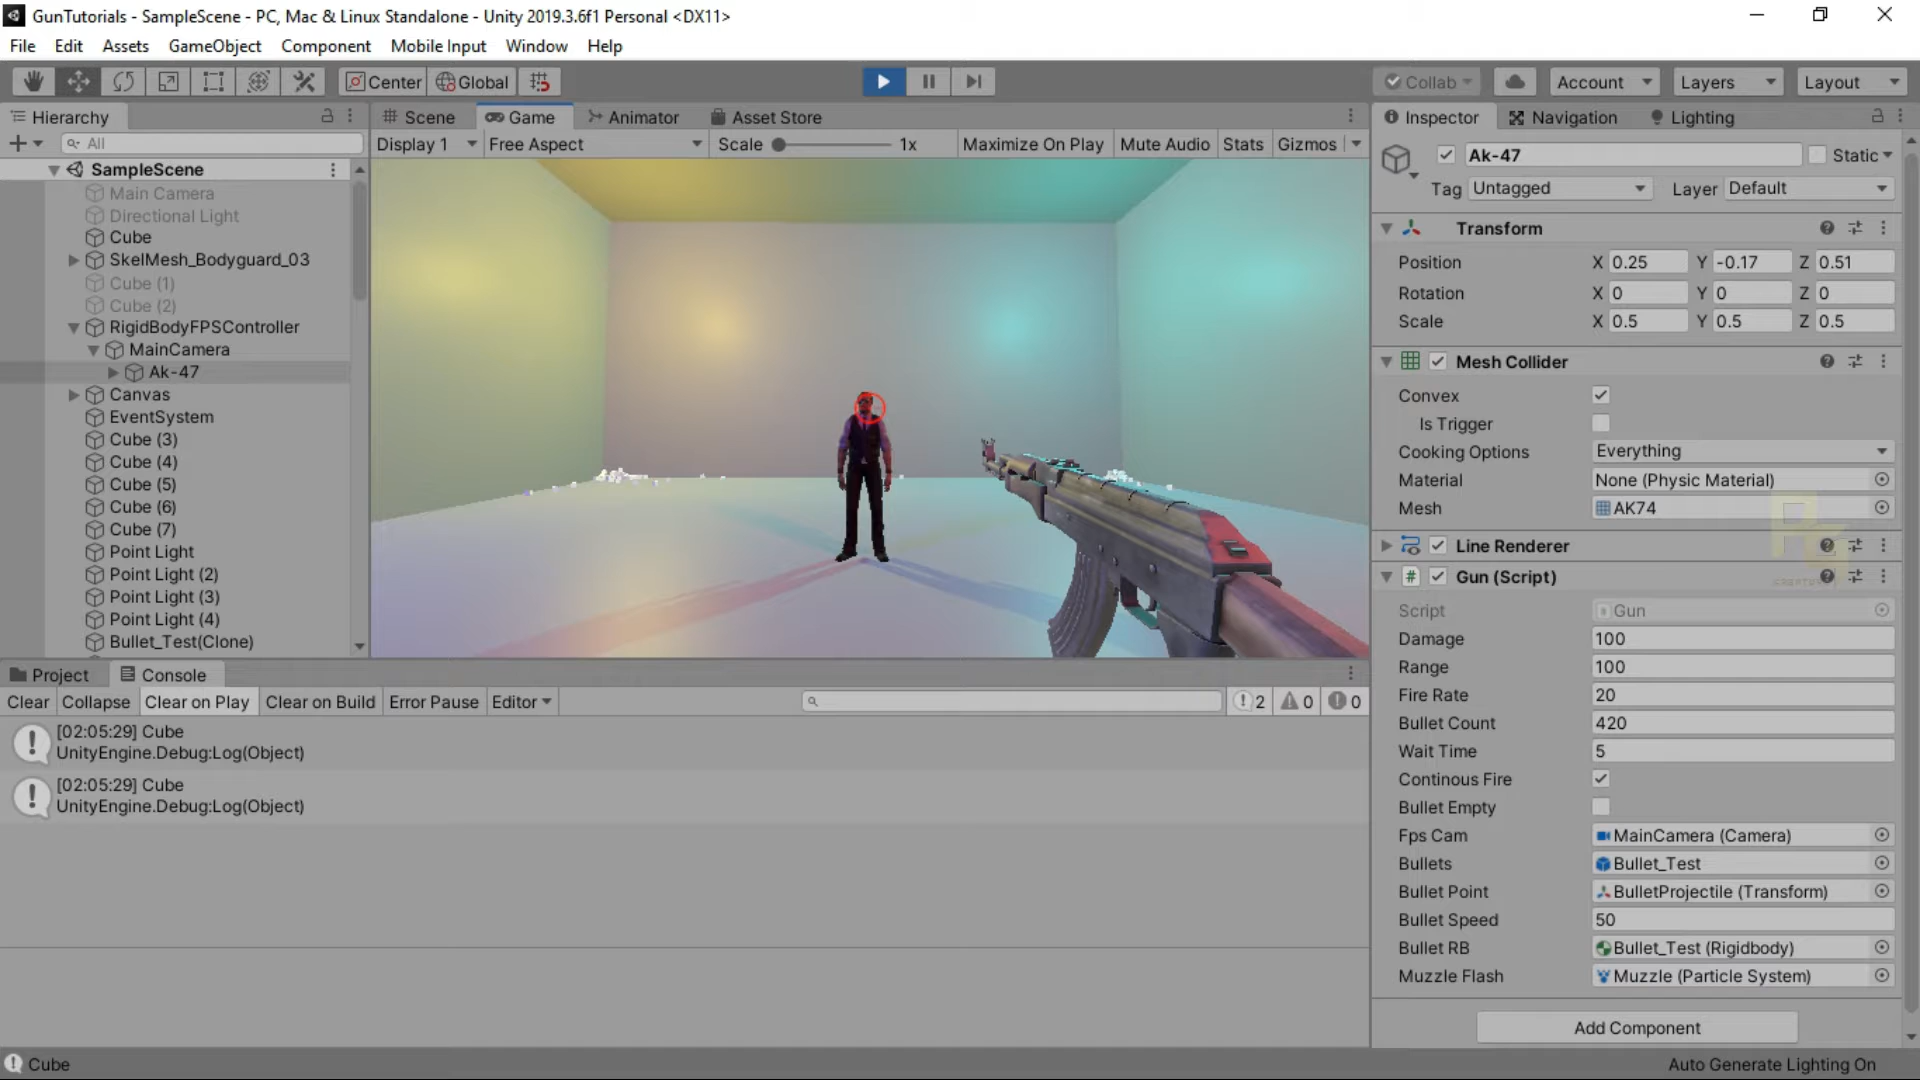 GunTutorials - SampleScene - PC, Mac & Linux Standalone - Unity 2019.3.6f1 Personal <DX11>
File Edit Assets GameObject Component Mobile Input Window Help
Center Global Collab Account Layers Layout
Hierarchy
All
SampleScene
Main Camera
Directional Light
Cube
SkelMesh_Bodyguard_03
Cube (1)
Cube (2)
RigidBodyFPSController
MainCamera
Ak-47
Canvas
EventSystem
Cube (3)
Cube (4)
Cube (5)
Cube (6)
Cube (7)
Point Light
Point Light (2)
Point Light (3)
Point Light (4)
Bullet_Test(Clone)
Scene Game Animator Asset Store
Display 1 Free Aspect Scale 1x Maximize On Play Mute Audio Stats Gizmos
Project Console
Clear Collapse Clear on Play Clear on Build Error Pause Editor 2 0 0
[02:05:29] Cube
UnityEngine.Debug:Log(Object)
[02:05:29] Cube
UnityEngine.Debug:Log(Object)
Inspector Navigation Lighting
Ak-47 Static
Tag Untagged Layer Default
Transform
Position X 0.25 Y -0.17 Z 0.51
Rotation X 0 Y 0 Z 0
Scale X 0.5 Y 0.5 Z 0.5
Mesh Collider
Convex
Is Trigger
Cooking Options Everything
Material None (Physic Material)
Mesh AK74
Line Renderer
Gun (Script)
Script Gun
Damage 100
Range 100
Fire Rate 20
Bullet Count 420
Wait Time 5
Continous Fire
Bullet Empty
Fps Cam MainCamera (Camera)
Bullets Bullet_Test
Bullet Point BulletProjectile (Transform)
Bullet Speed 50
Bullet RB Bullet_Test (Rigidbody)
Muzzle Flash Muzzle (Particle System)
Add Component
Cube
Auto Generate Lighting On